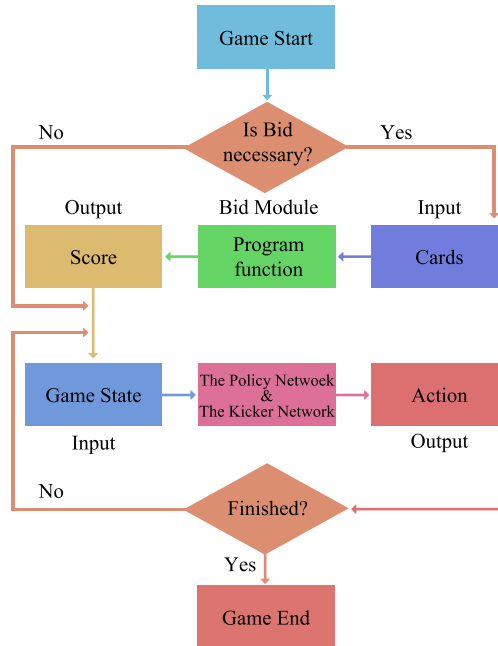 Game Start
No
Is Bid
necessary?
Yes
Output
Bid Module
Input
Score
Program
function
Cards
Game State
The Policy Netwoek
&
The Kicker Network
Action
Input
Output
No
Finished?
Yes
Game End